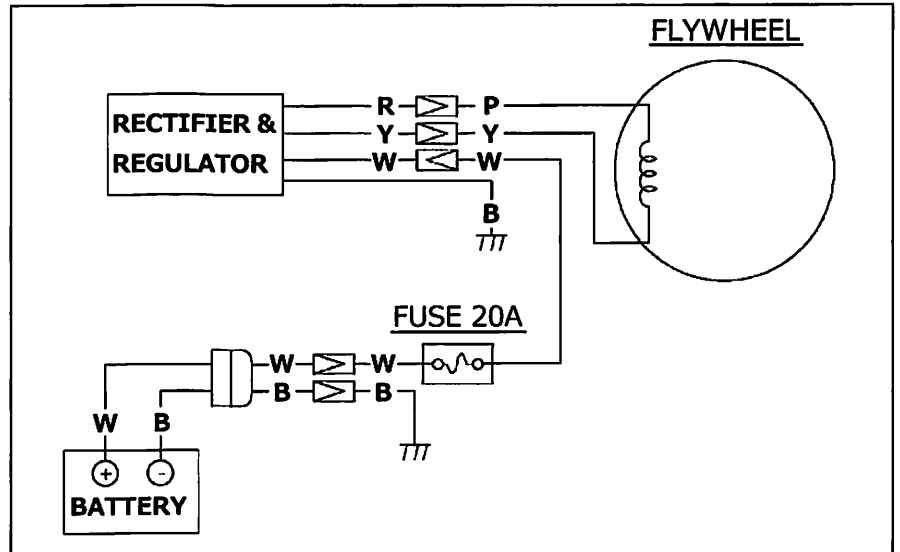 FLYWHEEL
RECTIFIER &
REGULATOR
R P
Y Y
W W
B
FUSE 20A
W W
B B
W B
+ -
BATTERY